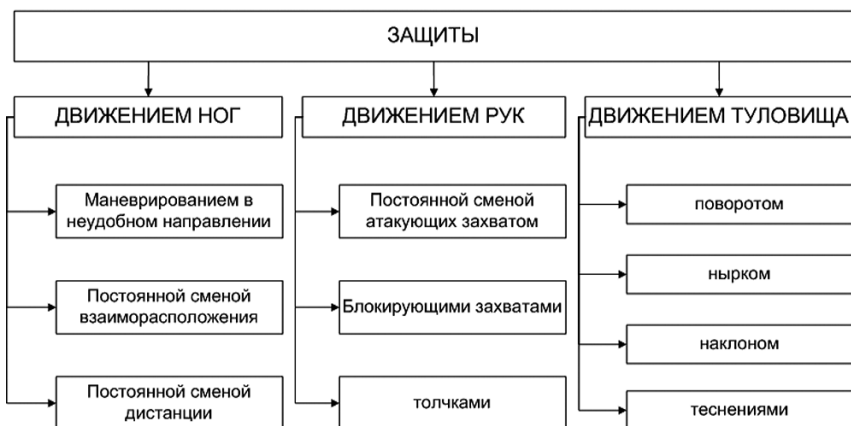 ЗАЩИТЫ
ДВИЖЕНИЕМ НОГ
Маневрированием в
неудобном направлении
Постоянной сменой
взаиморасположения
Постоянной сменой
дистанции
ДВИЖЕНИЕМ РУК
Постоянной сменой
атакующих захватом
Блокирующими захватами
толчками
ДВИЖЕНИЕМ ТУЛОВИЩА
поворотом
нырком
наклоном
теснениями